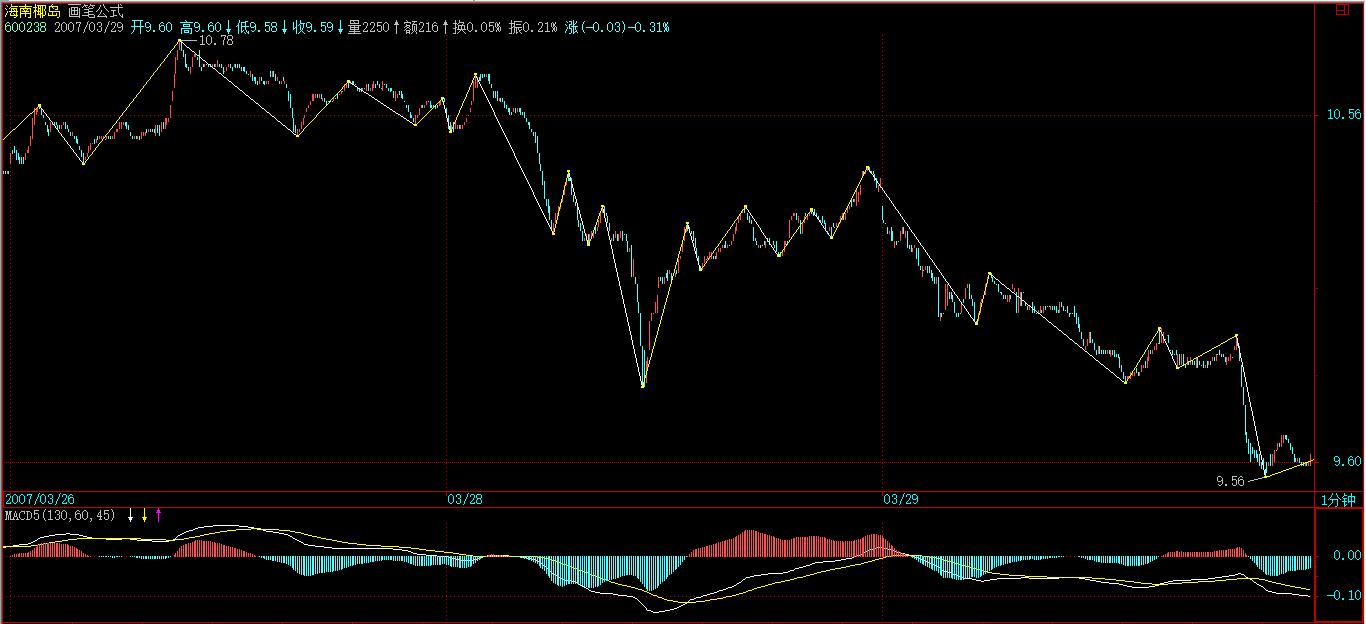 海南椰岛 画笔公式
600238 2007/03/29 开9.60 高9.60↓低9.58↓收9.59↓量2250↑额216↑换0.05% 振0.21% 涨(-0.03)-0.31%
10.78
10.56
9.60
9.56
2007/03/26 03/28 03/29 1分钟
MACD5(130,60,45) ↓ ↓ ↑
0.00
-0.10